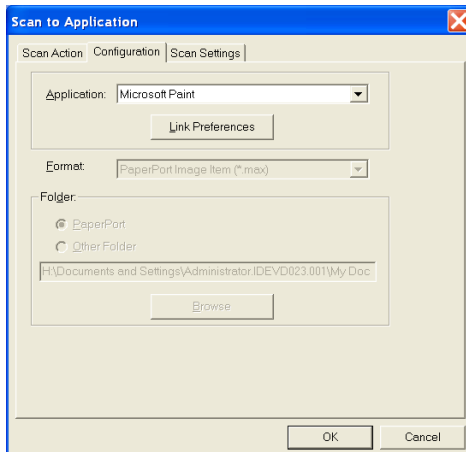 Scan to Application
Scan Action Configuration Scan Settings
Application: Microsoft Paint
Link Preferences
Format: PaperPort Image Item (*.max)
Folder:
PaperPort
Other Folder
H:\Documents and Settings\Administrator.IDEVD023.001\My Doc
Browse
OK Cancel